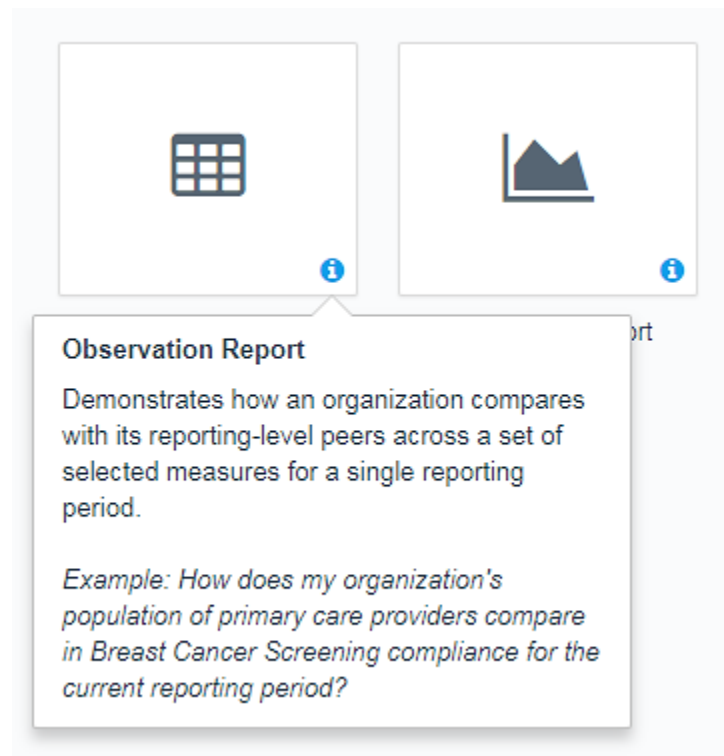 Observation Report
Demonstrates how an organization compares
with its reporting-level peers across a set of
selected measures for a single reporting
period.
Example: How does my organization's
population of primary care providers compare
in Breast Cancer Screening compliance for the
current reporting period?